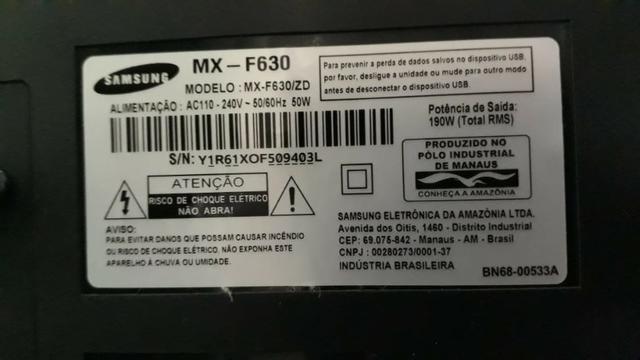 SAMSUNG
MX-F630
MODELO : MX-F630/ZD
ALIMENTAÇÃO : AC110 - 240V ~ 50/60Hz 50W
Para prevenir a perda de dados salvos no dispositivo USB,
por favor, desligue a unidade ou mude para outro modo
antes de desconectar o dispositivo USB.
Potência de Saída:
190W (Total RMS)
S/N: Y1R61XOF509403L
ATENÇÃO
RISCO DE CHOQUE ELÉTRICO
NÃO ABRA!
AVISO:
PARA EVITAR DANOS QUE POSSAM CAUSAR INCÊNDIO
OU RISCO DE CHOQUE ELÉTRICO, NÃO EXPONHA ESTE
APARELHO À CHUVA OU UMIDADE.
PRODUZIDO NO
PÓLO INDUSTRIAL
DE MANAUS
CONHEÇA A AMAZÔNIA
SAMSUNG ELETRÔNICA DA AMAZÔNIA LTDA.
Avenida dos Oitis, 1460 - Distrito Industrial
CEP: 69.075-842 - Manaus - AM - Brasil
CNPJ : 00280273/0001-37
INDÚSTRIA BRASILEIRA
BN68-00533A